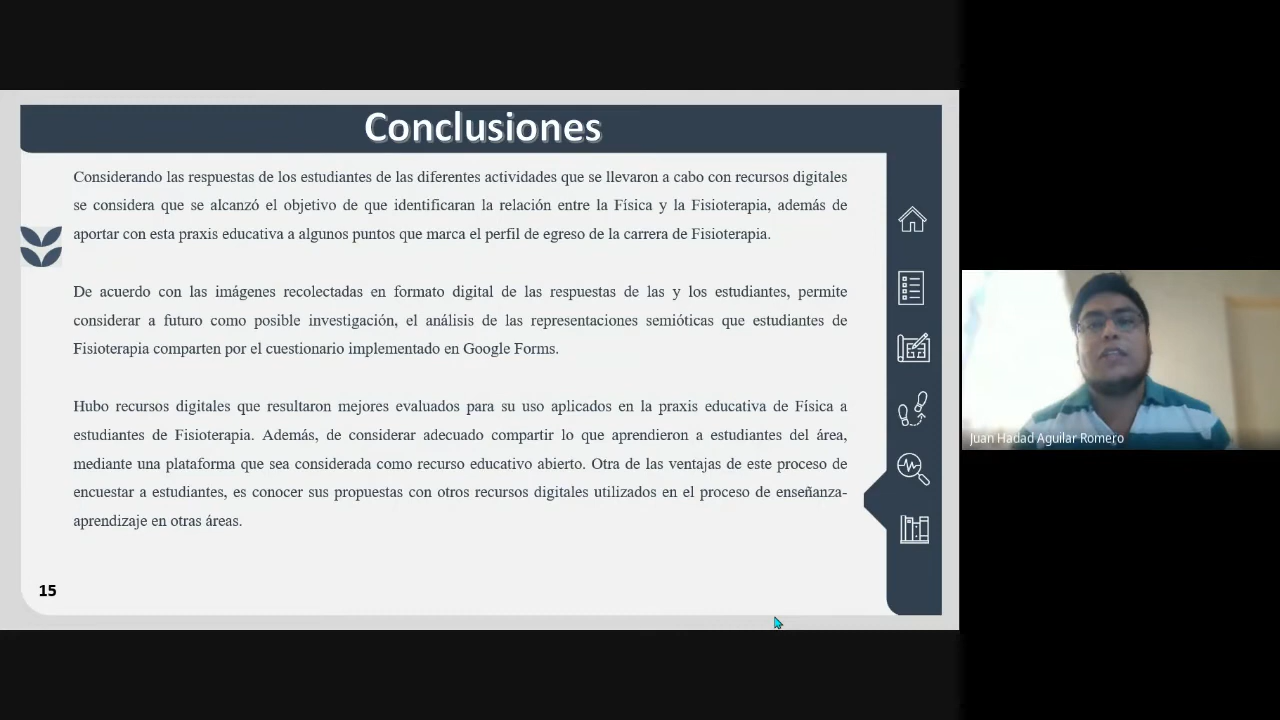 Conclusiones
Considerando las respuestas de los estudiantes de las diferentes actividades que se llevaron a cabo con recursos digitales
se considera que se alcanzó el objetivo de que identificaran la relación entre la Física y la Fisioterapia, además de
aportar con esta praxis educativa a algunos puntos que marca el perfil de egreso de la carrera de Fisioterapia.
De acuerdo con las imágenes recolectadas en formato digital de las respuestas de las y los estudiantes, permite
considerar a futuro como posible investigación, el análisis de las representaciones semióticas que estudiantes de
Fisioterapia comparten por el cuestionario implementado en Google Forms.
Hubo recursos digitales que resultaron mejores evaluados para su uso aplicados en la praxis educativa de Física a
estudiantes de Fisioterapia. Además, de considerar adecuado compartir lo que aprendieron a estudiantes del área,
mediante una plataforma que sea considerada como recurso educativo abierto. Otra de las ventajas de este proceso de
encuestar a estudiantes, es conocer sus propuestas con otros recursos digitales utilizados en el proceso de enseñanza-
aprendizaje en otras áreas.
15
Juan Hadad Aguilar Romero